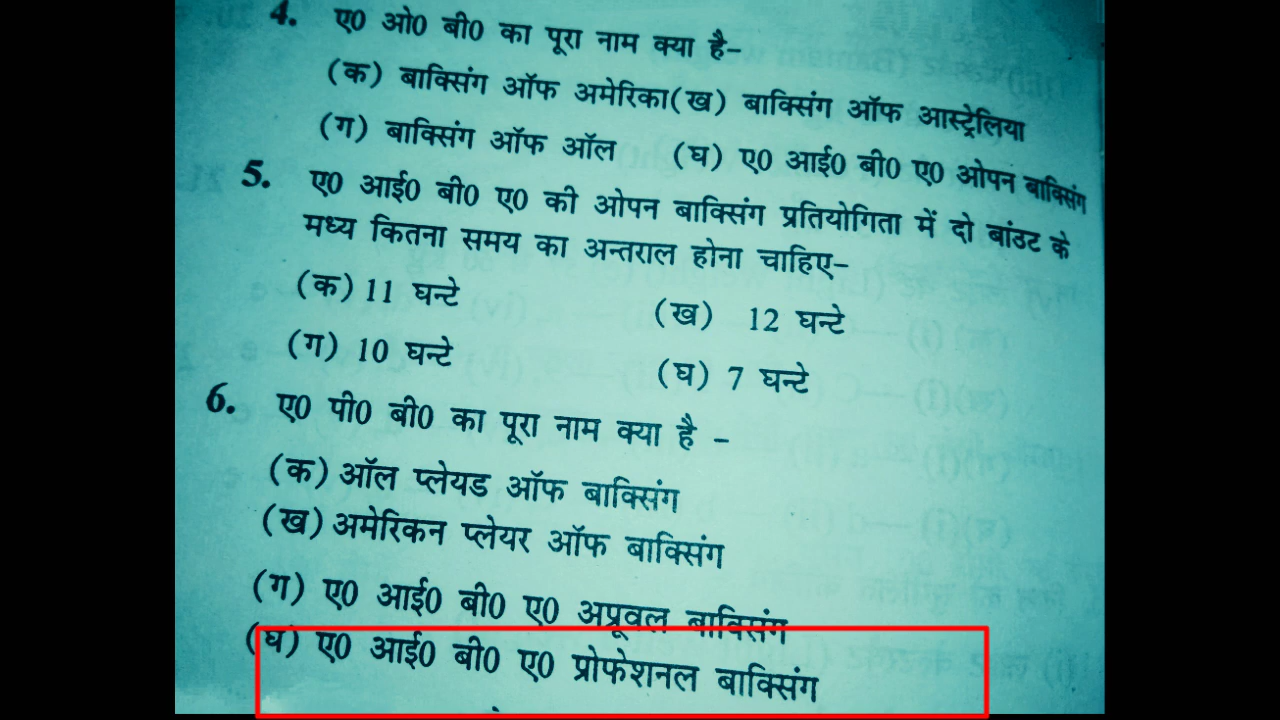 4. ए0 ओ0 बी0 का पूरा नाम क्या है–
(क) बाक्सिंग ऑफ अमेरिका(ख) बाक्सिंग ऑफ आस्ट्रेलिया
(ग) बाक्सिंग ऑफ ऑल (घ) ए0 आई0 बी0 ए0 ओपन बाक्सिंग
5. ए0 आई0 बी0 ए0 की ओपन बाक्सिंग प्रतियोगिता में दो बांउट के
मध्य कितना समय का अन्तराल होना चाहिए–
(क) 11 घन्टे (ख) 12 घन्टे
(ग) 10 घन्टे (घ) 7 घन्टे
6. ए0 पी0 बी0 का पूरा नाम क्या है –
(क) ऑल प्लेयड ऑफ बाक्सिंग
(ख) अमेरिकन प्लेयर ऑफ बाक्सिंग
(ग) ए0 आई0 बी0 ए0 अप्रूवल बाक्सिंग
(घ) ए0 आई0 बी0 ए0 प्रोफेशनल बाक्सिंग